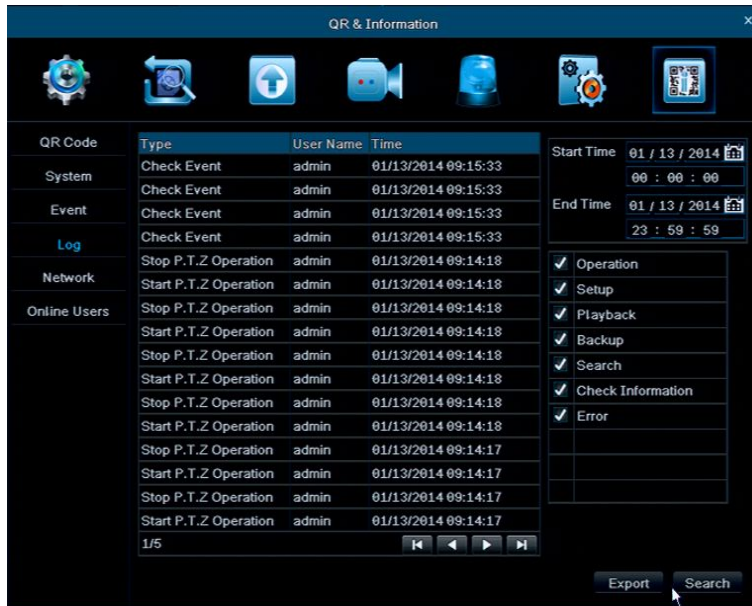 QR & Information
×
QR Code
System
Event
Log
Network
Online Users
Type User Name Time
Check Event admin 01/13/2014 09:15:33
Check Event admin 01/13/2014 09:15:33
Check Event admin 01/13/2014 09:15:33
Check Event admin 01/13/2014 09:15:33
Stop P.T.Z Operation admin 01/13/2014 09:14:18
Start P.T.Z Operation admin 01/13/2014 09:14:18
Stop P.T.Z Operation admin 01/13/2014 09:14:18
Start P.T.Z Operation admin 01/13/2014 09:14:18
Stop P.T.Z Operation admin 01/13/2014 09:14:18
Start P.T.Z Operation admin 01/13/2014 09:14:18
Stop P.T.Z Operation admin 01/13/2014 09:14:18
Start P.T.Z Operation admin 01/13/2014 09:14:18
Stop P.T.Z Operation admin 01/13/2014 09:14:17
Start P.T.Z Operation admin 01/13/2014 09:14:17
Stop P.T.Z Operation admin 01/13/2014 09:14:17
Start P.T.Z Operation admin 01/13/2014 09:14:17
1/5
Start Time 01 / 13 / 2014
00 : 00 : 00
End Time 01 / 13 / 2014
23 : 59 : 59
Operation
Setup
Playback
Backup
Search
Check Information
Error
Export Search